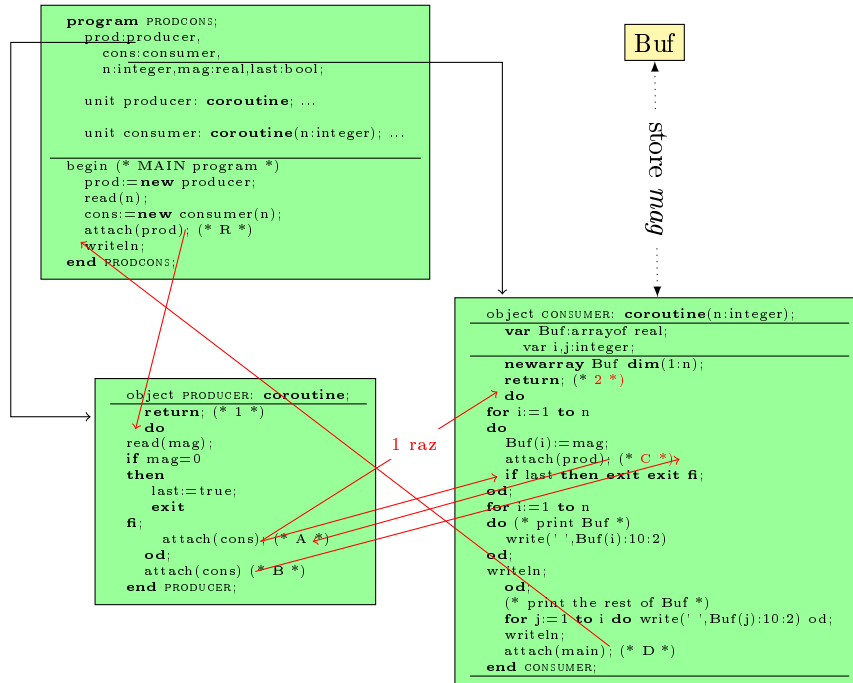 program PRODCONS;
prod:producer,
cons:consumer,
n:integer,mag:real,last:bool;
unit producer: coroutine; ...
unit consumer: coroutine(n:integer); ...
begin (* MAIN program *)
prod:=new producer;
read(n);
cons:=new consumer(n);
attach(prod); (* R *)
writeln;
end PRODCONS;
Buf
store mag
object PRODUCER: coroutine;
return; (* 1 *)
do
read(mag);
if mag=0
then
last:=true;
exit
fi;
attach(cons); (* A *)
od;
attach(cons) (* B *)
end PRODUCER;
1 raz
object CONSUMER: coroutine(n:integer);
var Buf:arrayof real;
var i,j:integer;
newarray Buf dim(1:n);
return; (* 2 *)
do
for i:=1 to n
do
Buf(i):=mag;
attach(prod); (* C *)
if last then exit exit fi;
od;
for i:=1 to n
do (* print Buf *)
write(' ',Buf(i):10:2)
od;
writeln;
od;
(* print the rest of Buf *)
for j:=1 to i do write(' ',Buf(j):10:2) od;
writeln;
attach(main); (* D *)
end CONSUMER;